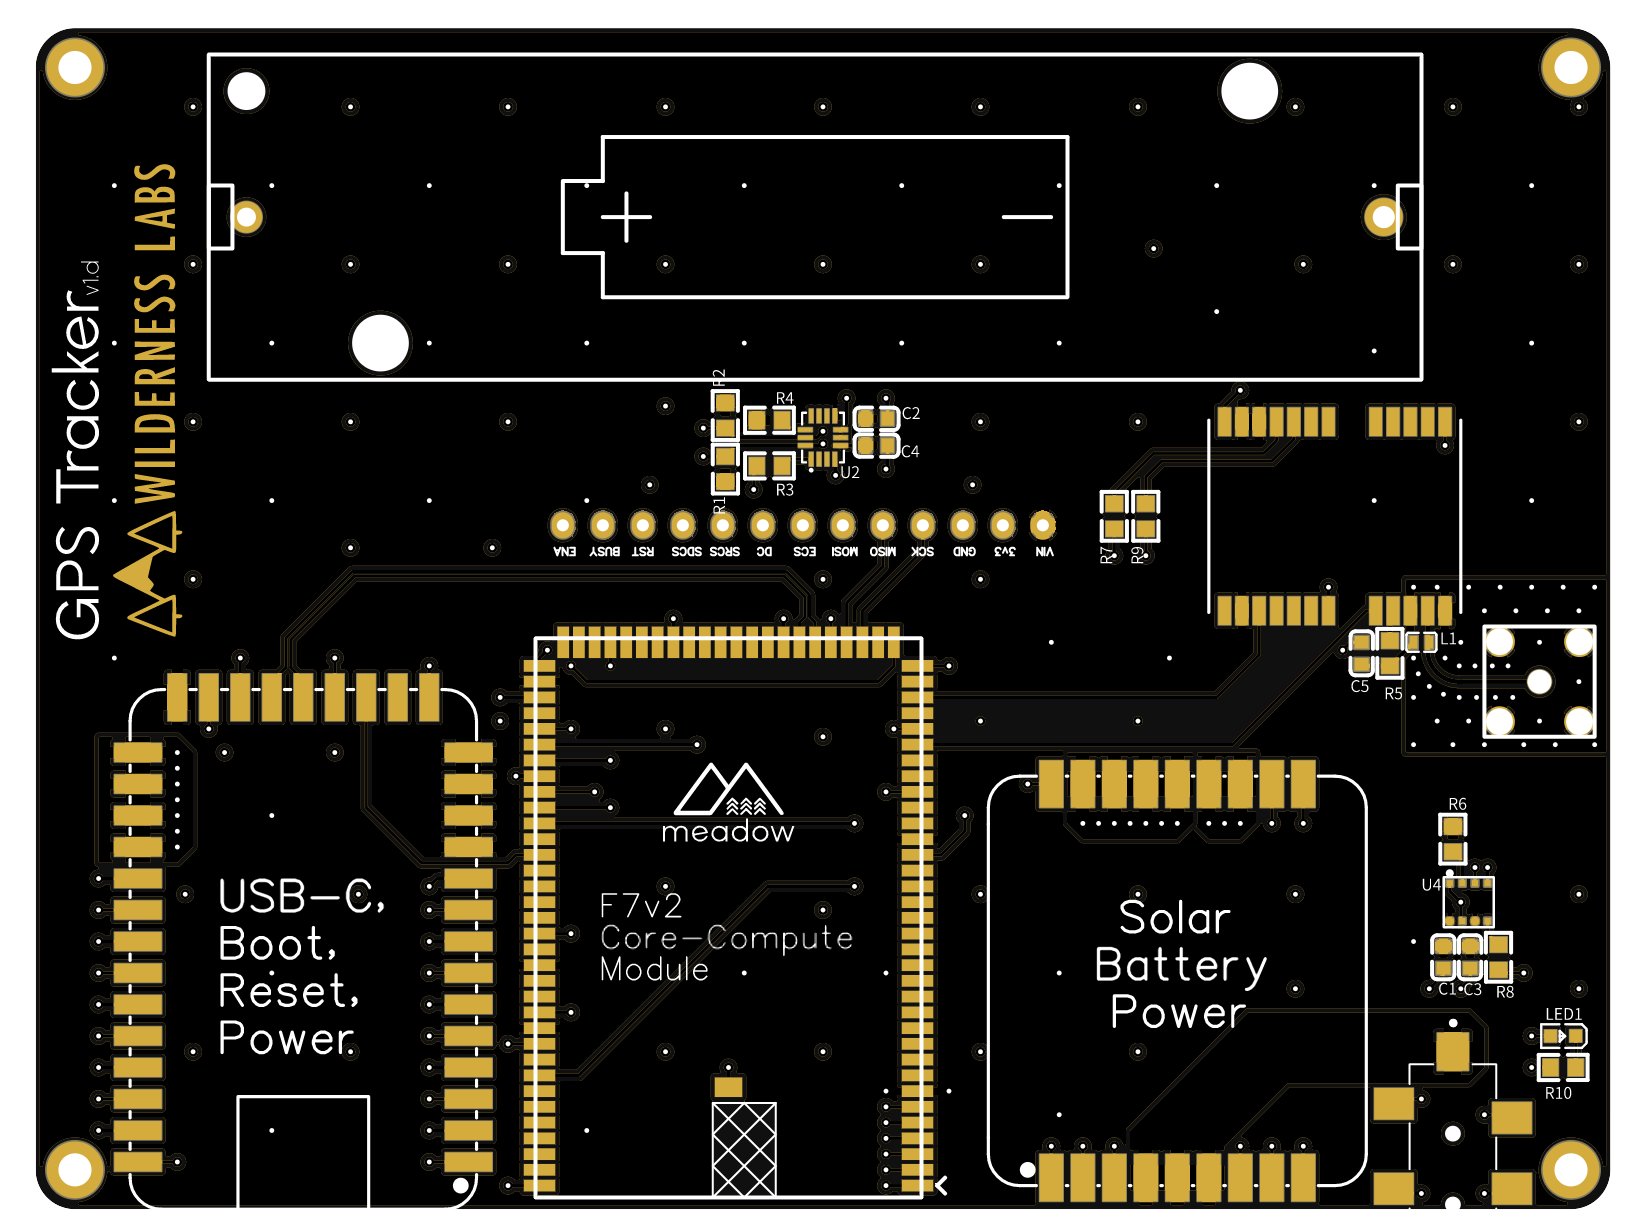 GPS Tracker v1.d
WILDERNESS LABS
R2
R4
C2
C4
U2
R3
R1
ENA BUSY RST SDCS SRCS DC ECS MOSI MISO SCK GND 3v3 VIN
R7
R9
L1
C5
R5
meadow
F7v2
Core-Compute
Module
USB-C,
Boot,
Reset,
Power
Solar
Battery
Power
R6
U4
C1
C3
R8
LED1
R10